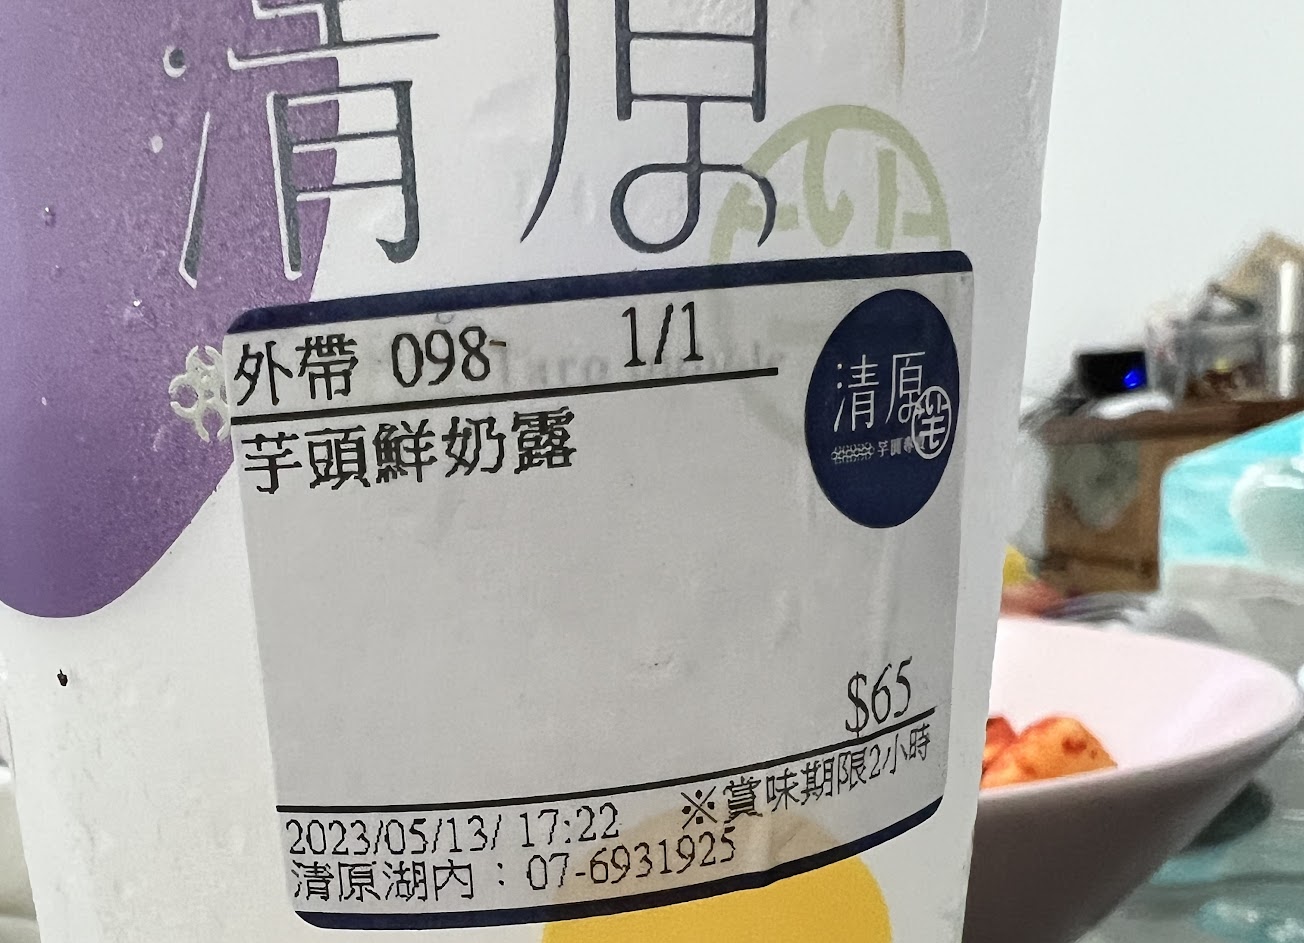 清原
外帶 098- 1/1
芋頭鮮奶露
清原
$65
※賞味期限2小時
2023/05/13/ 17:22
清原湖內：07-6931925